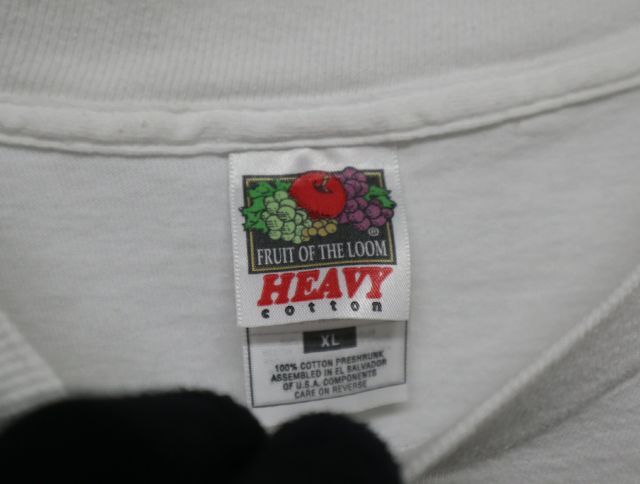 ®
FRUIT OF THE LOOM
HEAVY
cotton
XL
100% COTTON PRESHRUNK
ASSEMBLED IN EL SALVADOR
OF U.S.A. COMPONENTS
CARE ON REVERSE